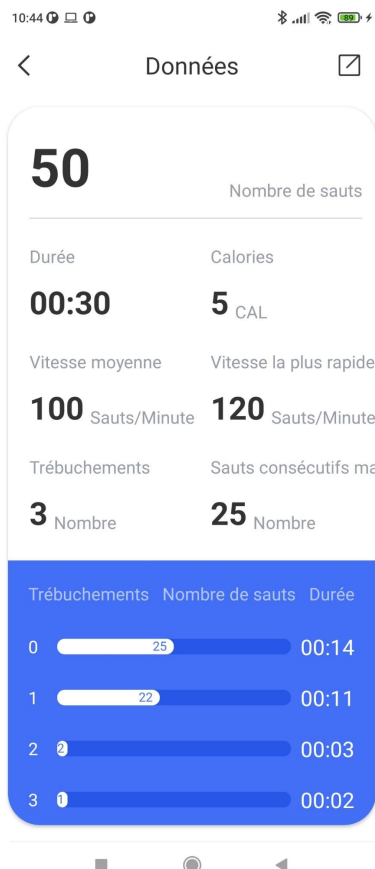 10:44
89
Données
50
Nombre de sauts
Durée Calories
00:30 5 CAL
Vitesse moyenne Vitesse la plus rapide
100 Sauts/Minute 120 Sauts/Minute
Trébuchements Sauts consécutifs ma
3 Nombre 25 Nombre
Trébuchements Nombre de sauts Durée
0 25 00:14
1 22 00:11
2 2 00:03
3 1 00:02